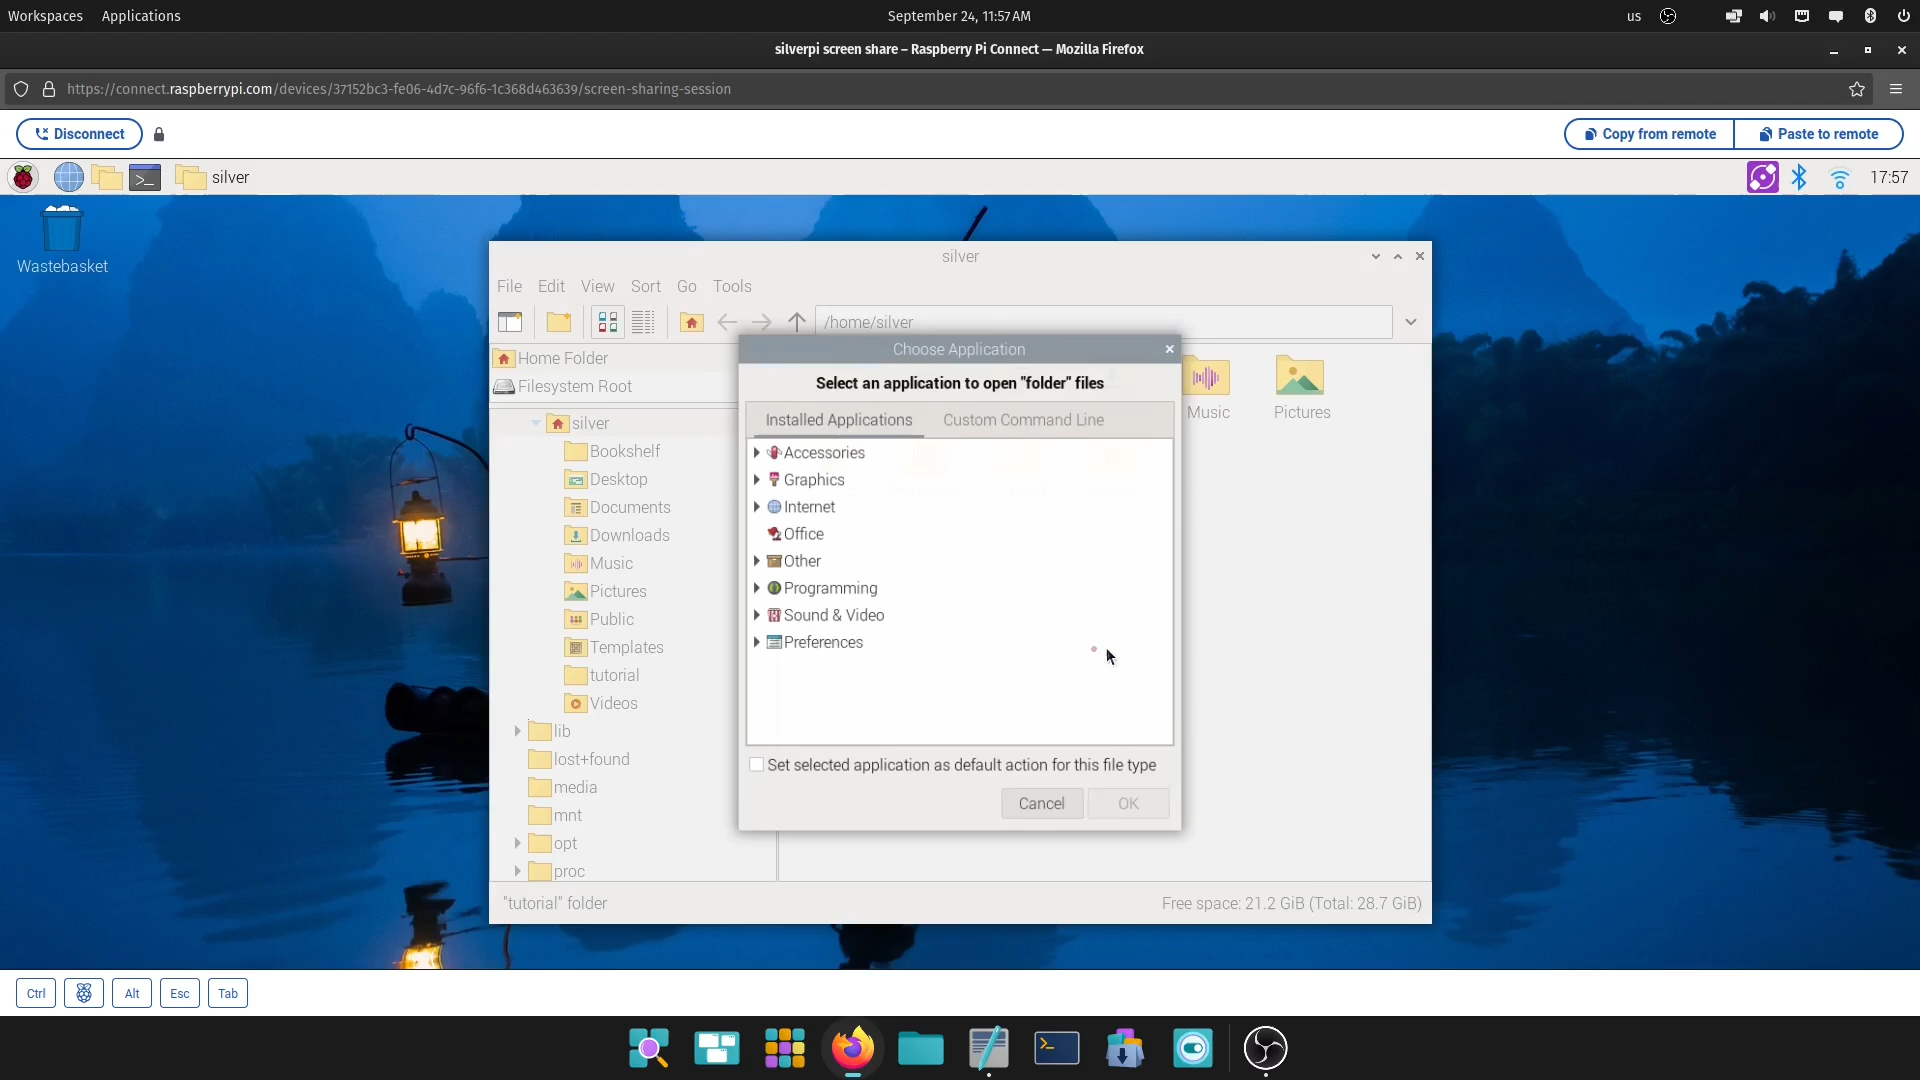 Workspaces Applications September 24, 11:57 AM us
silverpi screen share – Raspberry Pi Connect — Mozilla Firefox
https://connect.raspberrypi.com/devices/37152bc3-fe06-4d7c-96f6-1c368d463639/screen-sharing-session
Disconnect Copy from remote Paste to remote
silver 17:57
Wastebasket
silver
File Edit View Sort Go Tools
/home/silver
Home Folder
Filesystem Root
silver
Bookshelf
Desktop
Documents
Downloads
Music
Pictures
Public
Templates
tutorial
Videos
lib
lost+found
media
mnt
opt
proc
Music Pictures
Choose Application
Select an application to open "folder" files
Installed Applications Custom Command Line
Accessories
Graphics
Internet
Office
Other
Programming
Sound & Video
Preferences
Set selected application as default action for this file type
Cancel OK
"tutorial" folder Free space: 21.2 GiB (Total: 28.7 GiB)
Ctrl Alt Esc Tab